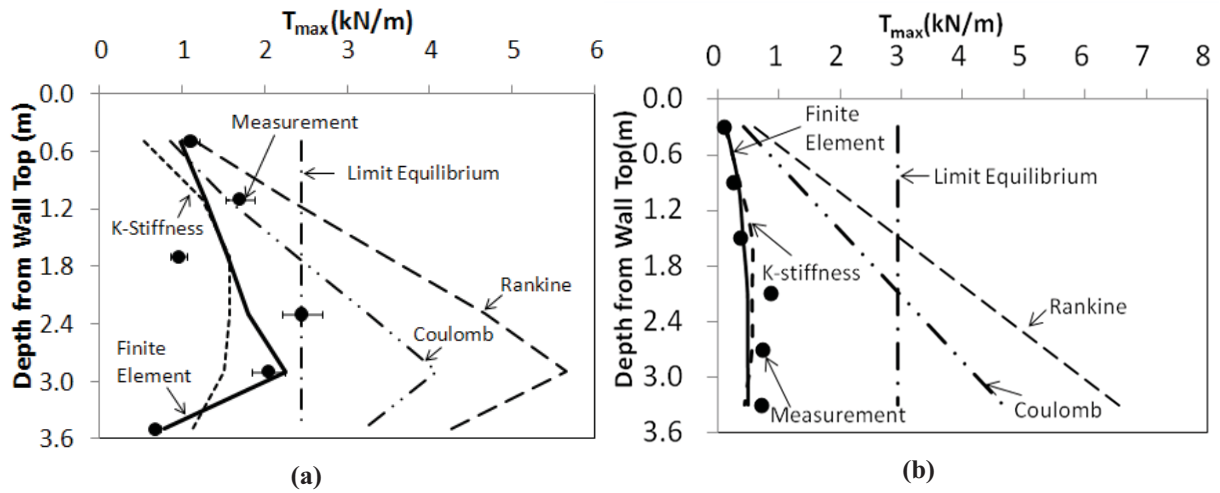 T_max(kN/m)
0 1 2 3 4 5 6
Depth from Wall Top (m)
0.0
0.6
1.2
1.8
2.4
3.0
3.6
Measurement
Limit Equilibrium
K-Stiffness
Rankine
Coulomb
Finite
Element
(a)
T_max(kN/m)
0 1 2 3 4 5 6 7 8
Depth from Wall Top(m)
0.0
0.6
1.2
1.8
2.4
3.0
3.6
Finite
Element
Limit Equilibrium
K-stiffness
Rankine
Coulomb
Measurement
(b)